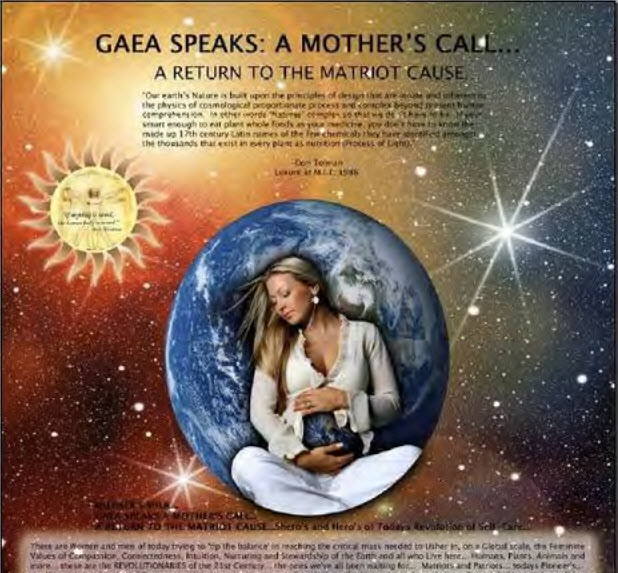 GAEA SPEAKS: A MOTHER'S CALL...
A RETURN TO THE MATRIOT CAUSE.
"Our earth's Nature is built upon the principles of design that are innate and inherent to
the physics of cosmological proportionate process and complex beyond present human
comprehension. In other words "Natures" complex so that we don't have to be. If your
smart enough to eat plant whole foods as your medicine, you don't have to know the
made up 17th century Latin names of the few chemicals they have identified amongst
the thousands that exist in every plant as nutrition (Process of Light)."
-Don Tolman
Lecture at N.I.E. 1986
GAEA SPEAKS A MOTHER'S CALL...
A RETURN TO THE MATRIOT CAUSE...Shero's and Hero's of Todays Revolution of Self-Care...
There are Women and men of today trying to "tip the balance" in reaching the critical mass needed to Usher in, on a Global scale, the Feminine
Values of Compassion, Connectedness, Intuition, Nurturing and Stewardship of the Earth and all who Live here... Humans, Plants, Animals and
more... these are the REVOLUTIONARIES of the 21st Century... the ones we've all been waiting for... Matriots and Patriots... todays Pioneer's...